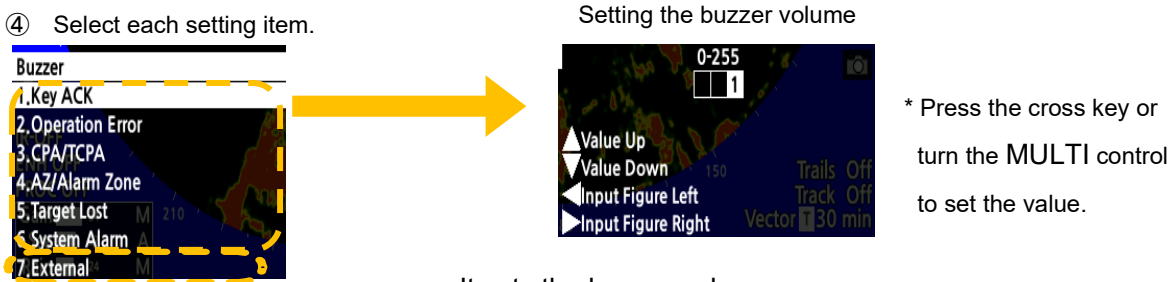 ④ Select each setting item.
Buzzer
1.Key ACK
2.Operation Error
3.CPA/TCPA
4.AZ/Alarm Zone
5.Target Lost
6.System Alarm
7.External
210
M
A
M
Setting the buzzer volume
0-255
1
Value Up
Value Down
Input Figure Left
Input Figure Right
150
Trails Off
Track Off
Vector T 30 min
* Press the cross key or
turn the MULTI control
to set the value.